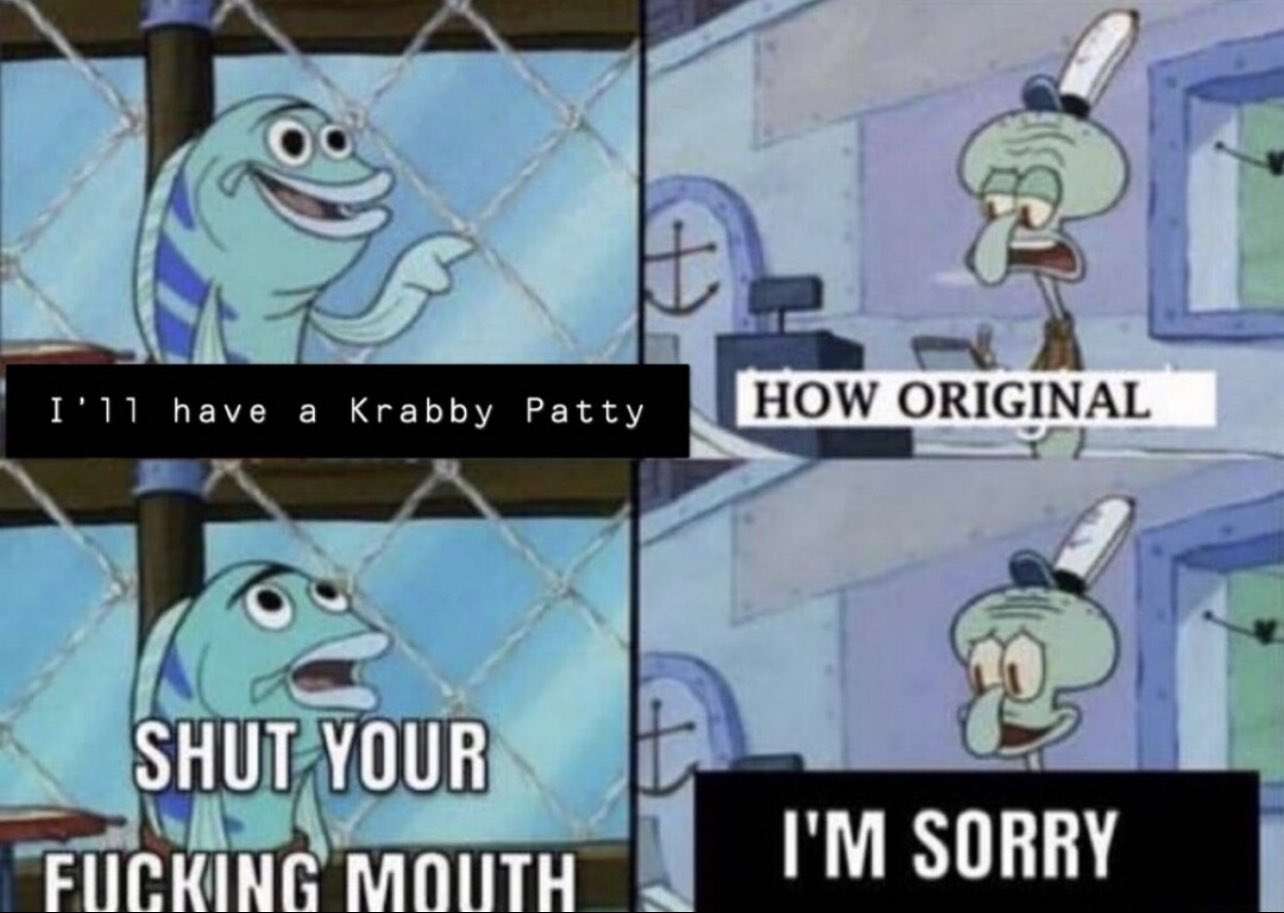 I'll have a Krabby Patty
HOW ORIGINAL
SHUT YOUR
FUCKING MOUTH
I'M SORRY